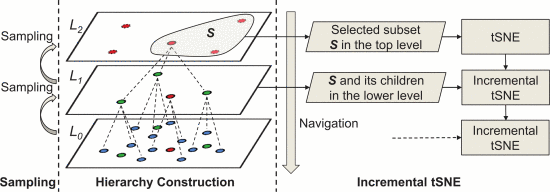 L2
S
Selected subset
S in the top level
tSNE
Sampling
L1
S and its children
in the lower level
Incremental
tSNE
Sampling
Navigation
L0
Incremental
tSNE
Sampling
Hierarchy Construction
Incremental tSNE